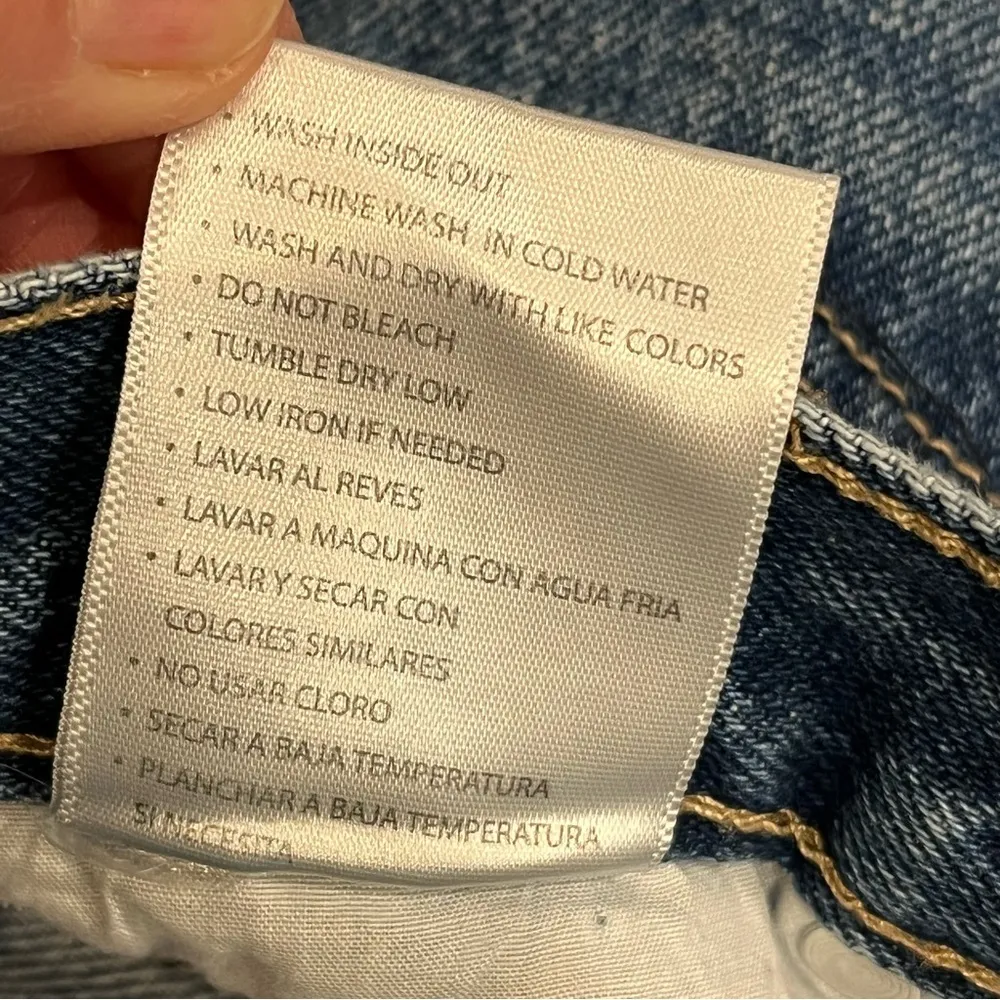 • WASH INSIDE OUT
• MACHINE WASH IN COLD WATER
• WASH AND DRY WITH LIKE COLORS
• DO NOT BLEACH
• TUMBLE DRY LOW
• LOW IRON IF NEEDED
• LAVAR AL REVES
• LAVAR A MAQUINA CON AGUA FRIA
• LAVAR Y SECAR CON
COLORES SIMILARES
• NO USAR CLORO
• SECAR A BAJA TEMPERATURA
• PLANCHAR A BAJA TEMPERATURA
SI NECESITA